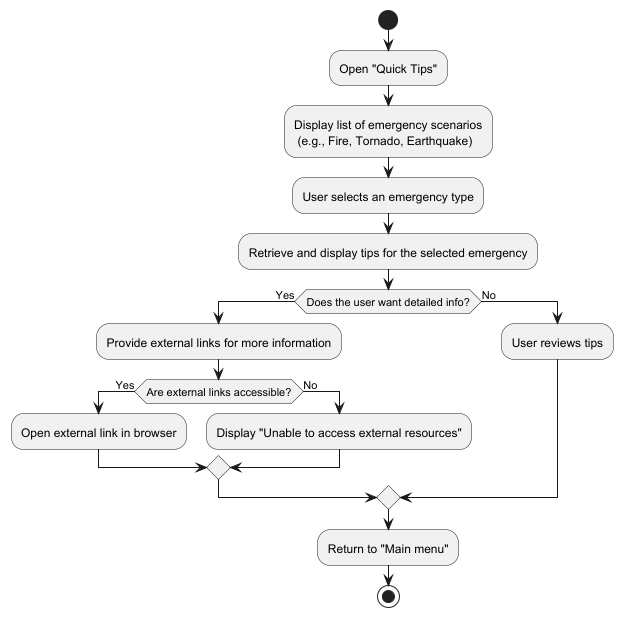 Open "Quick Tips"
Display list of emergency scenarios
(e.g., Fire, Tornado, Earthquake)
User selects an emergency type
Retrieve and display tips for the selected emergency
Yes
Does the user want detailed info?
No
Provide external links for more information
User reviews tips
Yes
Are external links accessible?
No
Open external link in browser
Display "Unable to access external resources"
Return to "Main menu"